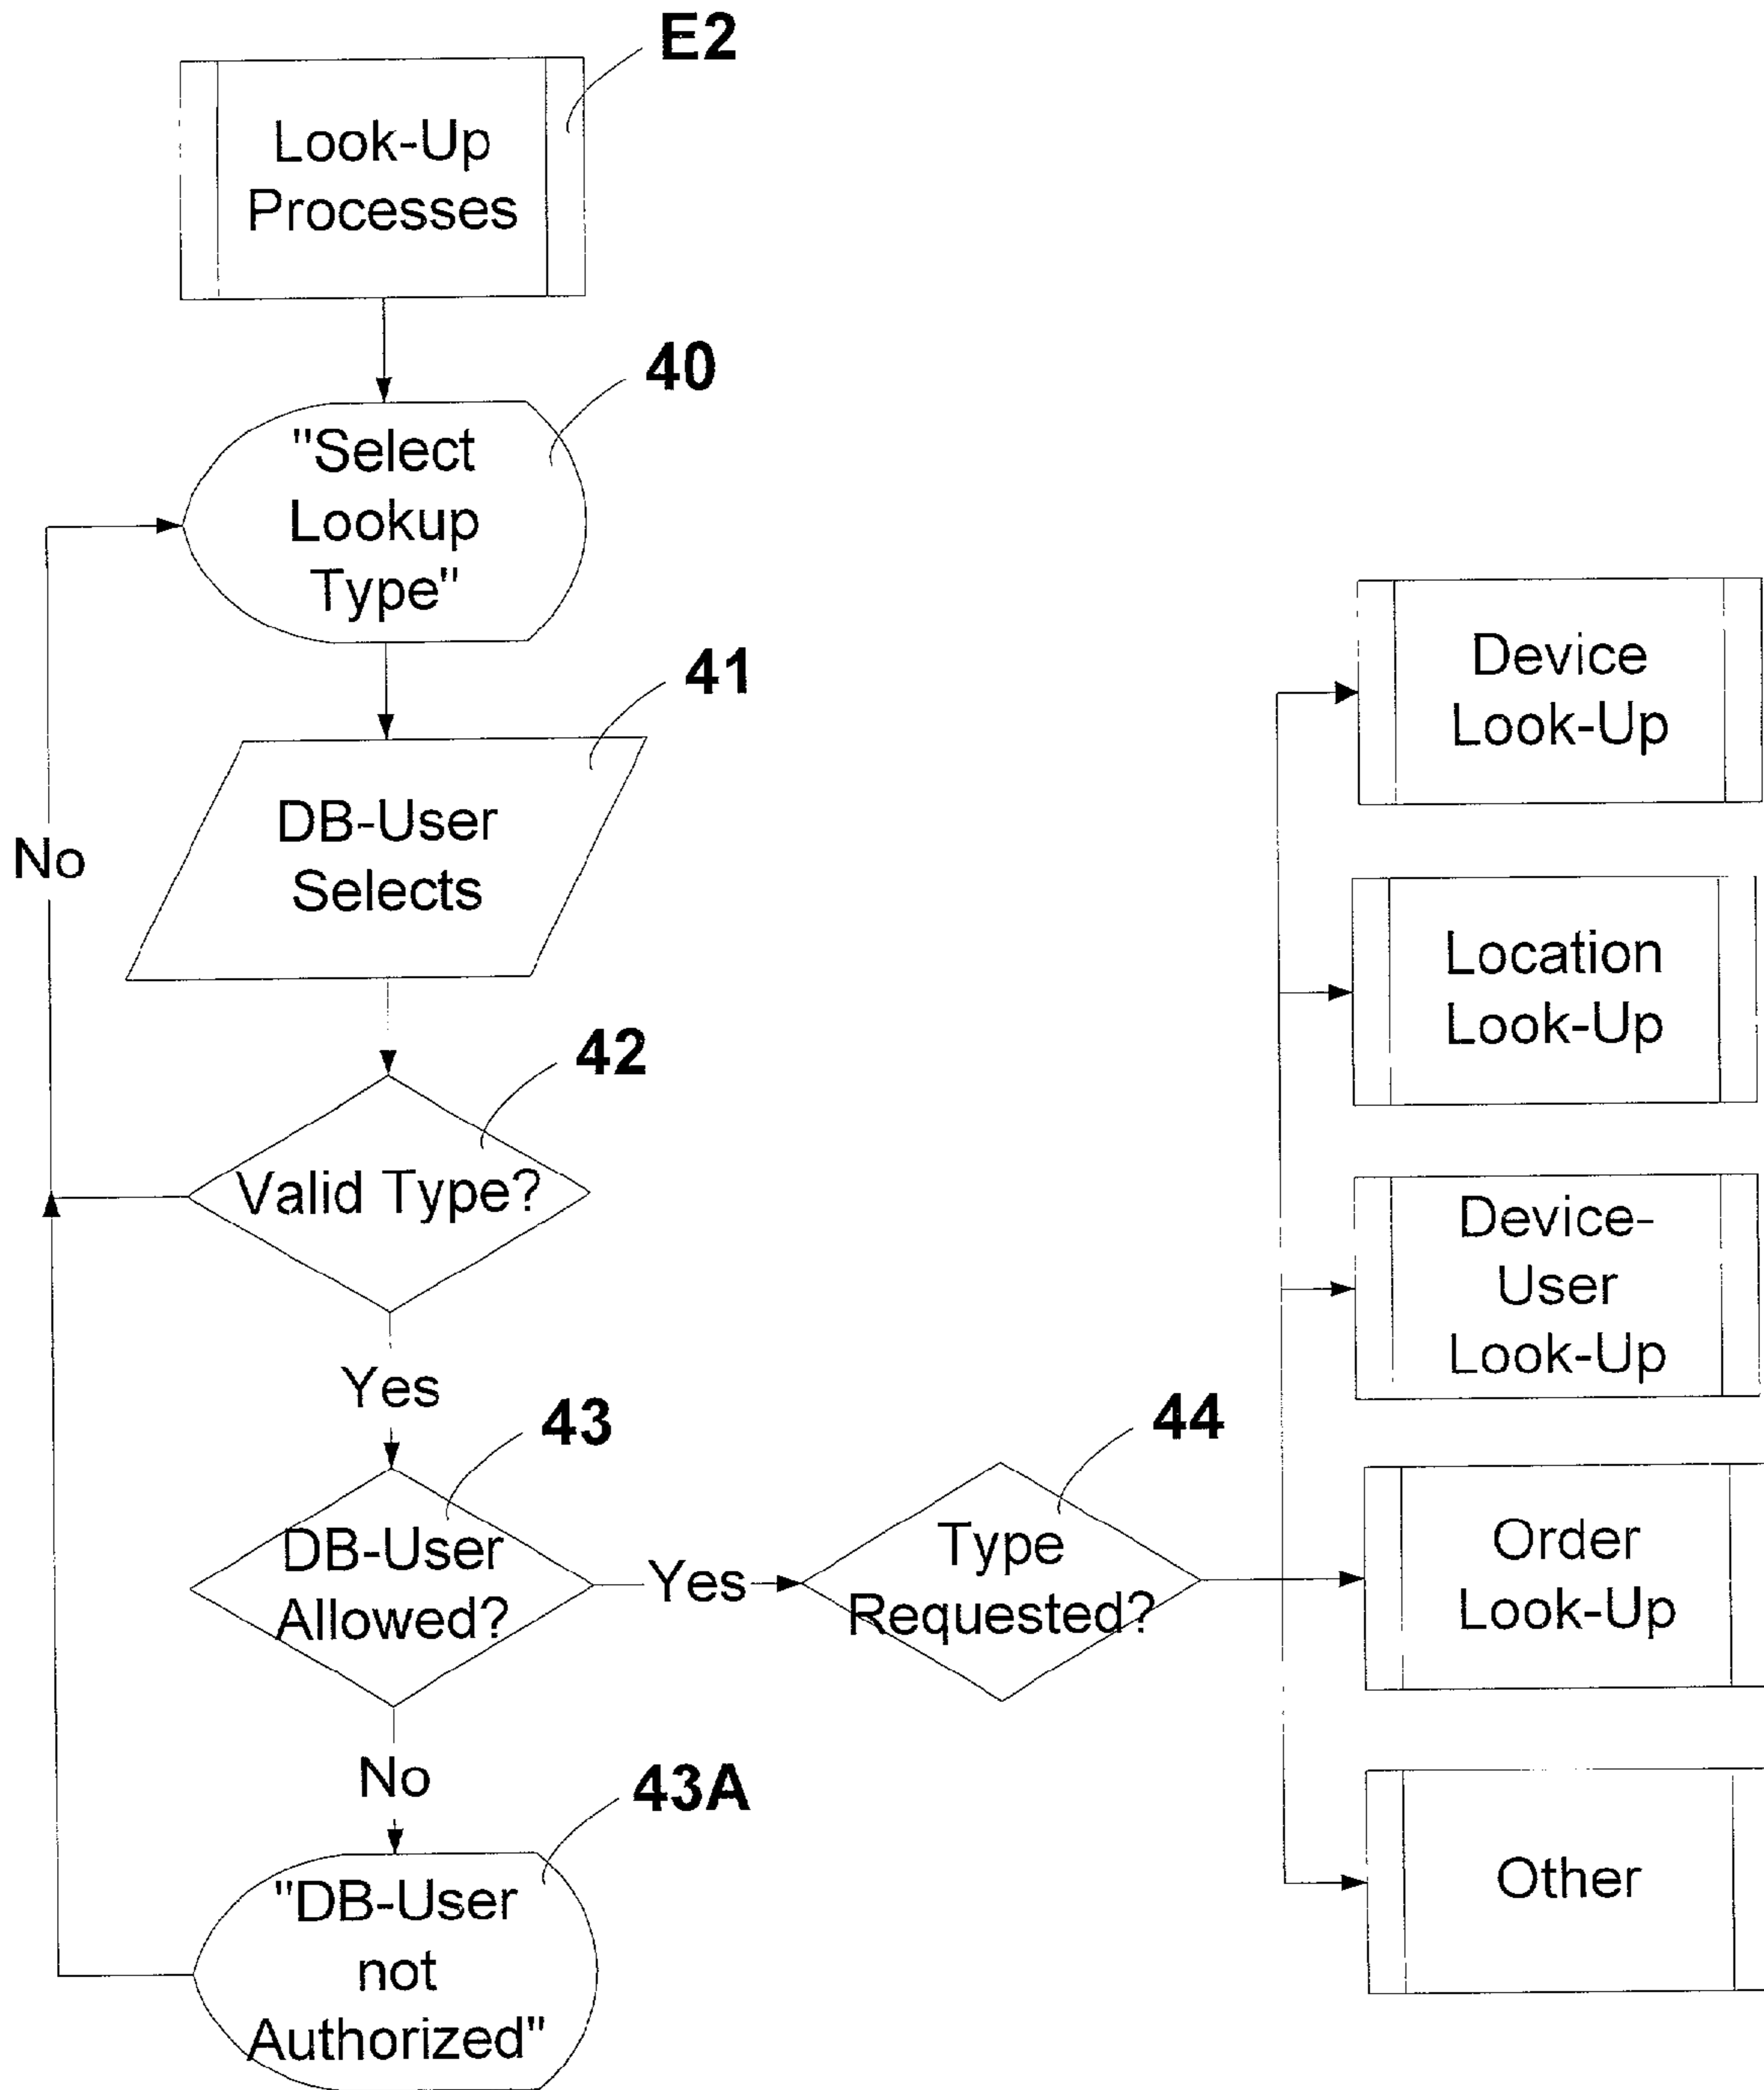 E2
Look-Up
Processes
40
"Select
Lookup
Type"
41
DB-User
Selects
No
42
Valid Type?
Yes
43
DB-User
Allowed?
Yes
44
Type
Requested?
No
43A
"DB-User
not
Authorized"
Device
Look-Up
Location
Look-Up
Device-
User
Look-Up
Order
Look-Up
Other